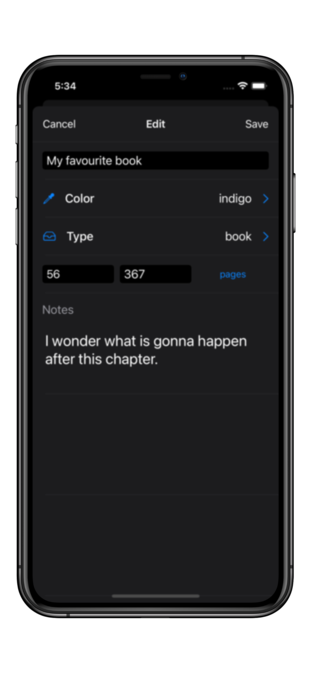 5:34
Cancel Edit Save
My favourite book
Color indigo
Type book
56 367 pages
Notes
I wonder what is gonna happen
after this chapter.